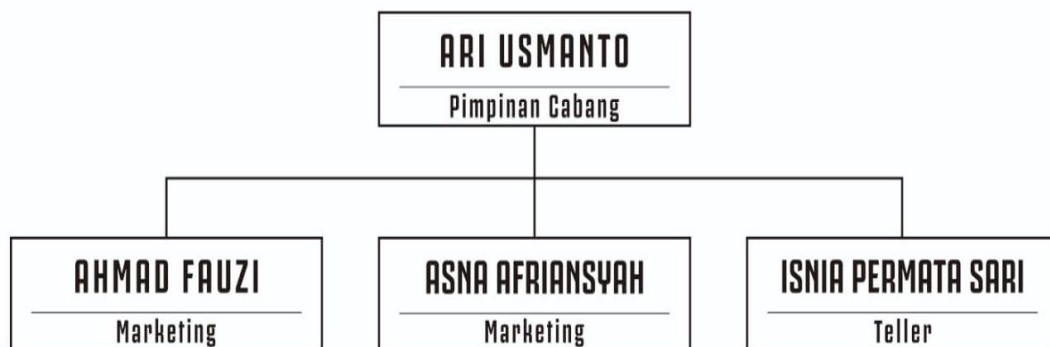 ARI USMANTO
Pimpinan Cabang
AHMAD FAUZI
Marketing
ASNA AFRIANSYAH
Marketing
ISNIA PERMATA SARI
Teller